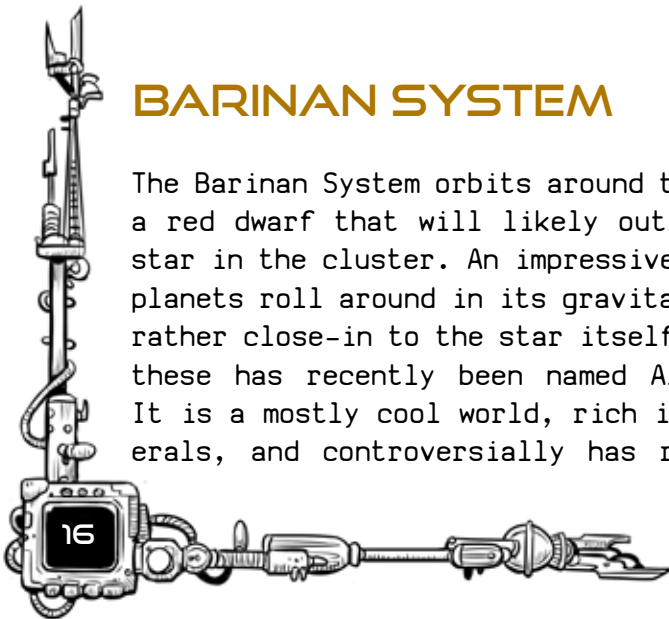 BARINAN SYSTEM
The Barinan System orbits around
a red dwarf that will likely
star in the cluster. An impressive
planets roll around in its
rather close-in to the star itself
these has recently been named
It is a mostly cool world, rich
erals, and controversially has
16